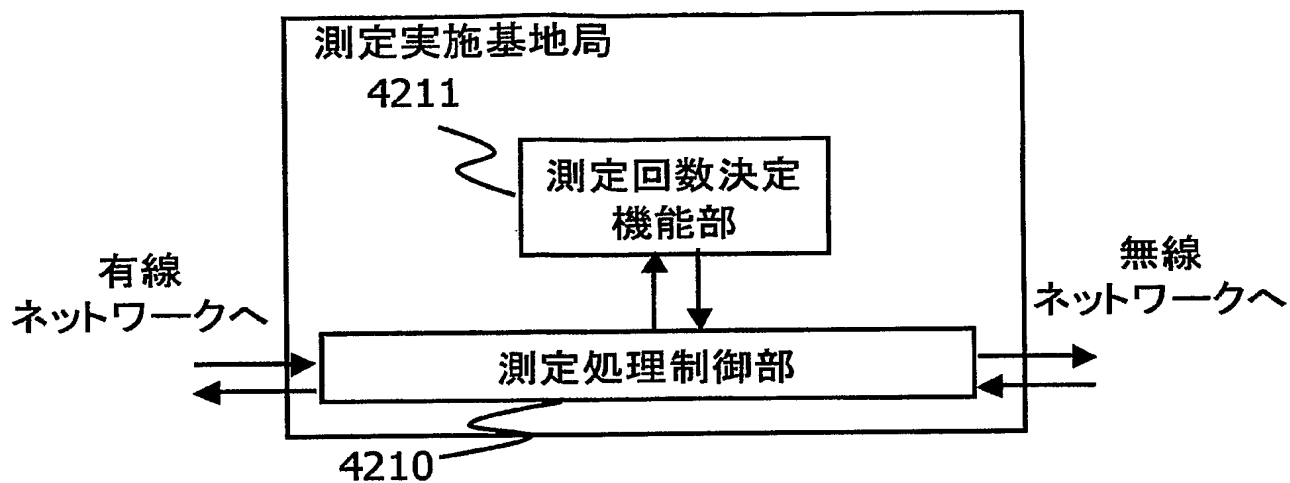 測定実施基地局
4211
測定回数決定
機能部
有線
ネットワークへ
無線
ネットワークへ
測定処理制御部
4210